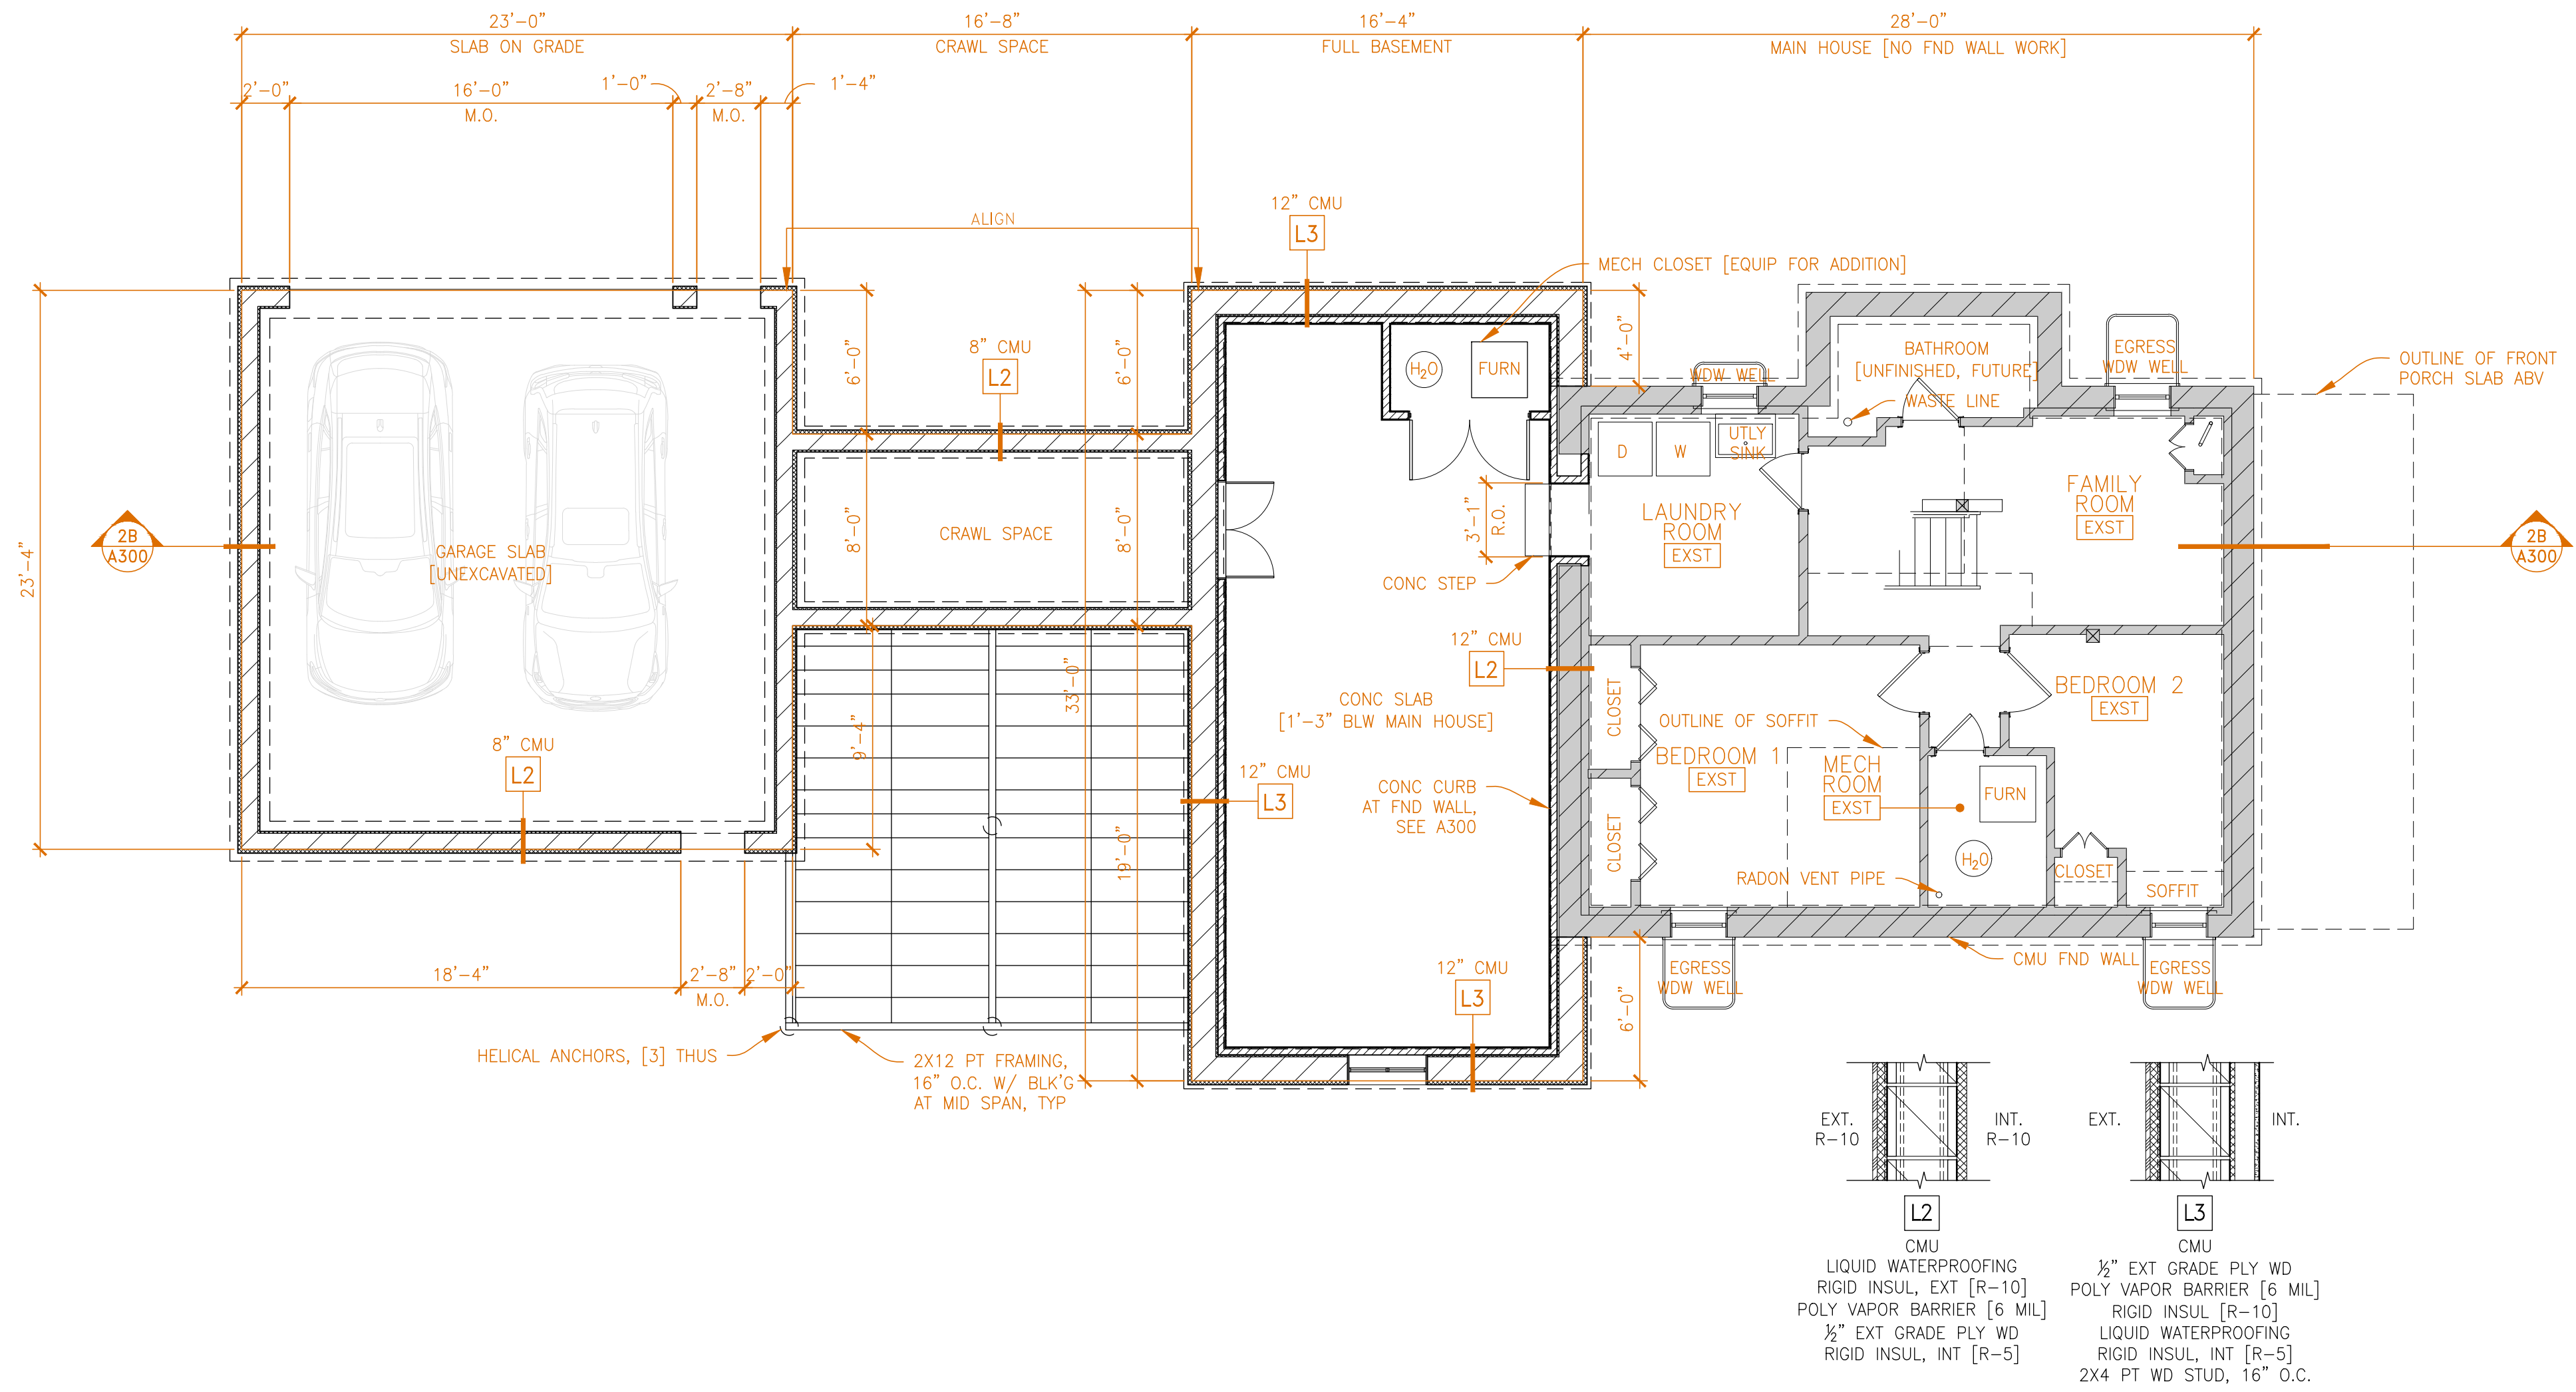 23'-0"
SLAB ON GRADE
16'-8"
CRAWL SPACE
16'-4"
FULL BASEMENT
28'-0"
MAIN HOUSE [NO FND WALL WORK]
2'-0"
16'-0"
M.O.
1'-0"
2'-8"
M.O.
1'-4"
ALIGN
12" CMU
L3
MECH CLOSET [EQUIP FOR ADDITION]
6'-0"
8" CMU
L2
6'-0"
4'-0"
H2O
FURN
WDW WELL
BATHROOM
[UNFINISHED, FUTURE]
WASTE LINE
EGRESS
WDW WELL
OUTLINE OF FRONT
PORCH SLAB ABV
D
W
UTLY
SINK
LAUNDRY
ROOM
EXST
FAMILY
ROOM
EXST
2B
A300
23'-4"
GARAGE SLAB
[UNEXCAVATED]
8'-0"
CRAWL SPACE
8'-0"
3'-1"
R.O.
CONC STEP
2B
A300
12" CMU
L2
33'-0"
CONC SLAB
[1'-3" BLW MAIN HOUSE]
CLOSET
OUTLINE OF SOFFIT
BEDROOM 1
EXST
BEDROOM 2
EXST
MECH
ROOM
EXST
FURN
8" CMU
L2
9'-4"
12" CMU
L3
CONC CURB
AT FND WALL,
SEE A300
19'-0"
CLOSET
H2O
RADON VENT PIPE
CLOSET
SOFFIT
18'-4"
2'-8"
M.O.
2'-0"
12" CMU
L3
6'-0"
EGRESS
WDW WELL
CMU FND WALL
EGRESS
WDW WELL
HELICAL ANCHORS, [3] THUS
2X12 PT FRAMING,
16" O.C. W/ BLK'G
AT MID SPAN, TYP
EXT.
R-10
INT.
R-10
L2
CMU
LIQUID WATERPROOFING
RIGID INSUL, EXT [R-10]
POLY VAPOR BARRIER [6 MIL]
½" EXT GRADE PLY WD
RIGID INSUL, INT [R-5]
EXT.
INT.
L3
CMU
½" EXT GRADE PLY WD
POLY VAPOR BARRIER [6 MIL]
RIGID INSUL [R-10]
LIQUID WATERPROOFING
RIGID INSUL, INT [R-5]
2X4 PT WD STUD, 16" O.C.